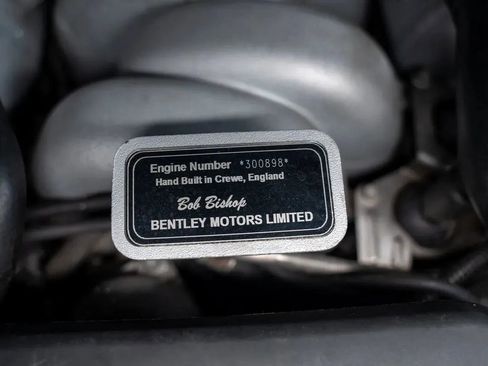 Engine Number *300898*
Hand Built in Crewe, England
Bob Bishop
BENTLEY MOTORS LIMITED